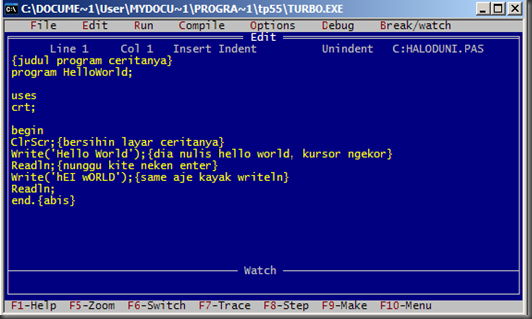 C:\DOCUME~1\User\MYDOCU~1\PROGRA~1\tp55\TURBO.EXE
File Edit Run Compile Options Debug Break/watch
Edit
Line 1 Col 1 Insert Indent Unindent C:HALODUNI.PAS
{judul program ceritanya}
program HelloWorld;
uses
crt;
begin
ClrScr;{bersihin layar ceritanya}
Write('Hello World');{dia nulis hello world, kursor ngekor}
Readln;{nunggu kite neken enter}
Write('hEI wORLD');{same aje kayak writeln}
Readln;
end.{abis}
Watch
F1-Help F5-Zoom F6-Switch F7-Trace F8-Step F9-Make F10-Menu